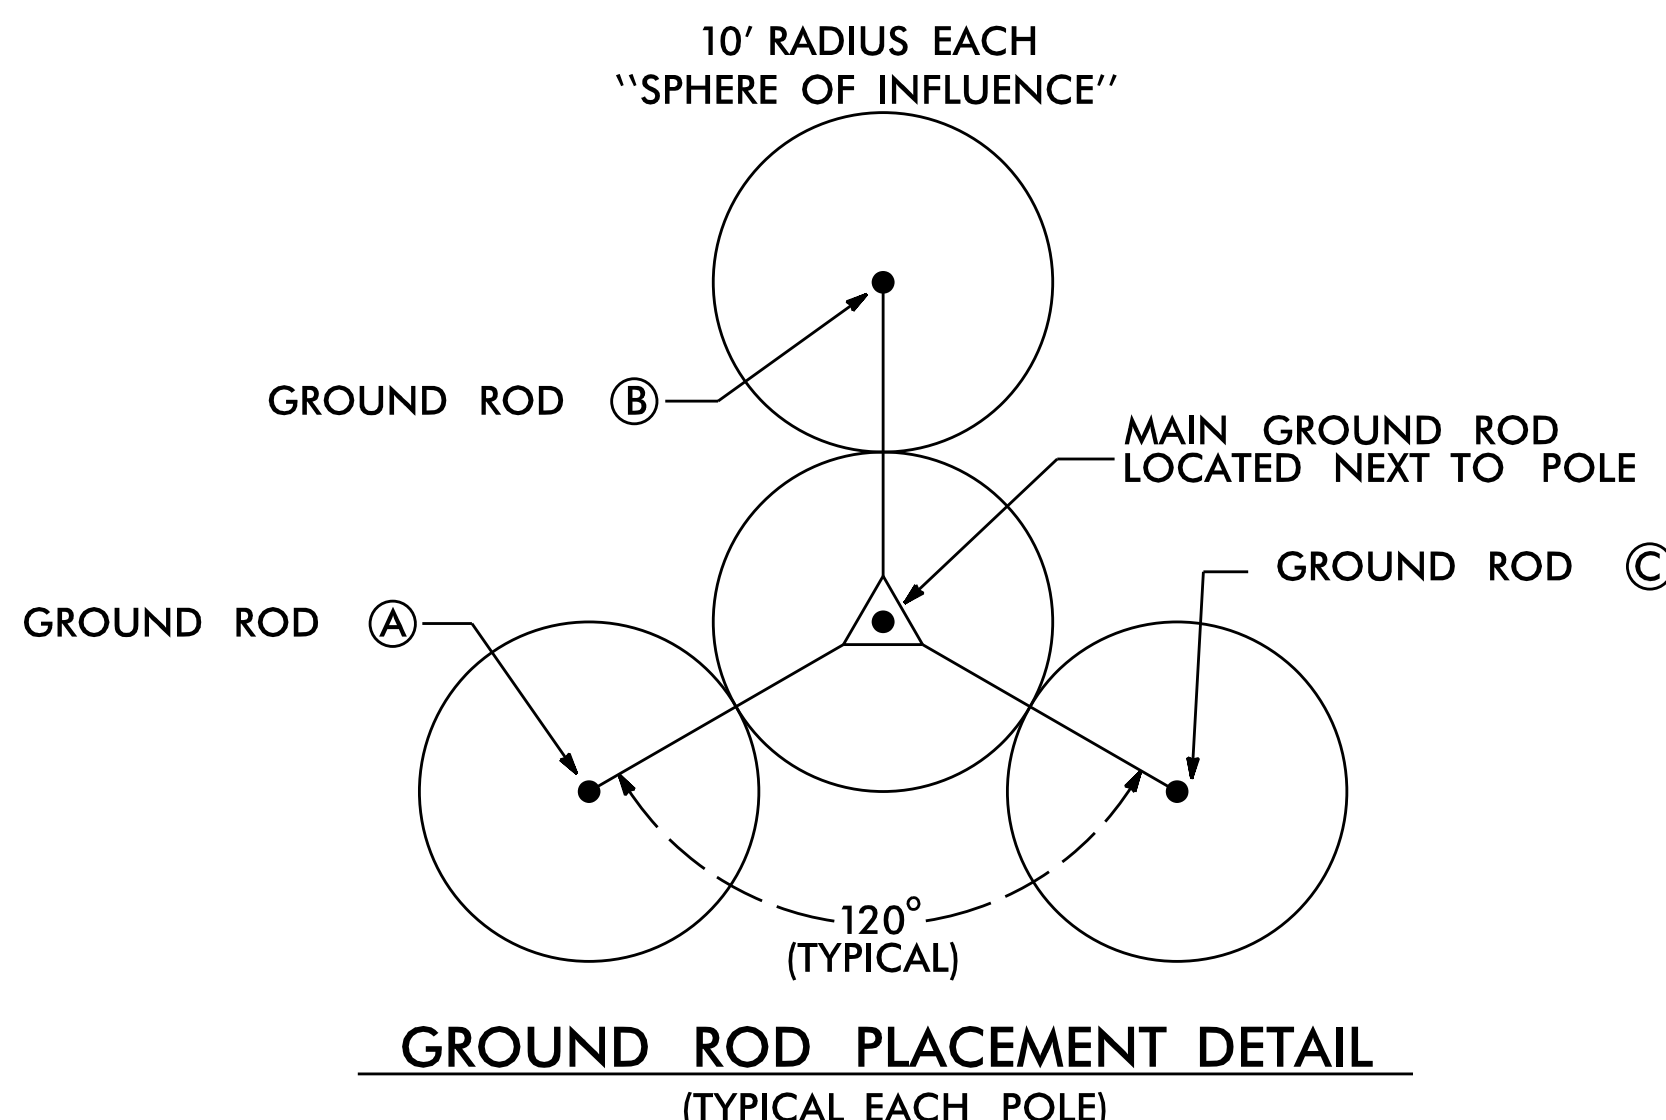 10' RADIUS EACH
''SPHERE OF INFLUENCE''
GROUND ROD B
MAIN GROUND ROD
LOCATED NEXT TO POLE
GROUND ROD C
GROUND ROD A
120°
(TYPICAL)
GROUND ROD PLACEMENT DETAIL
(TYPICAL EACH POLE)